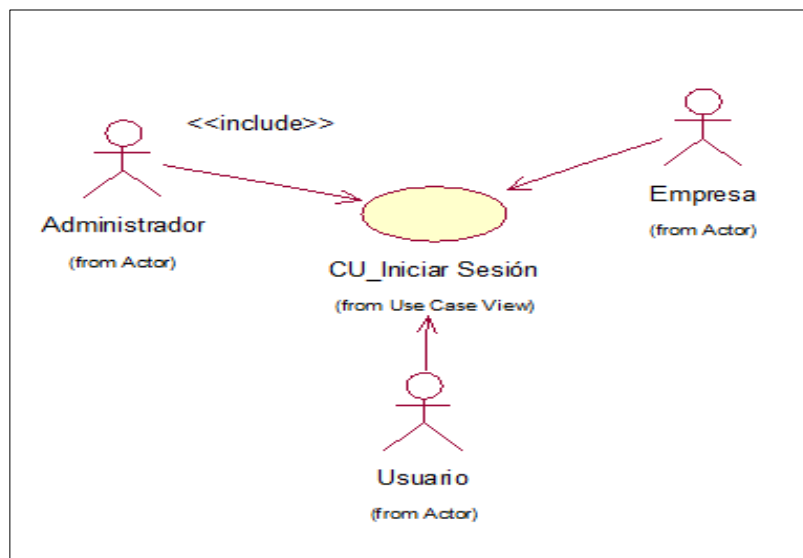 <<include>>
Administrador
(from Actor)
Empresa
(from Actor)
CU_Iniciar Sesión
(from Use Case View)
Usuario
(from Actor)